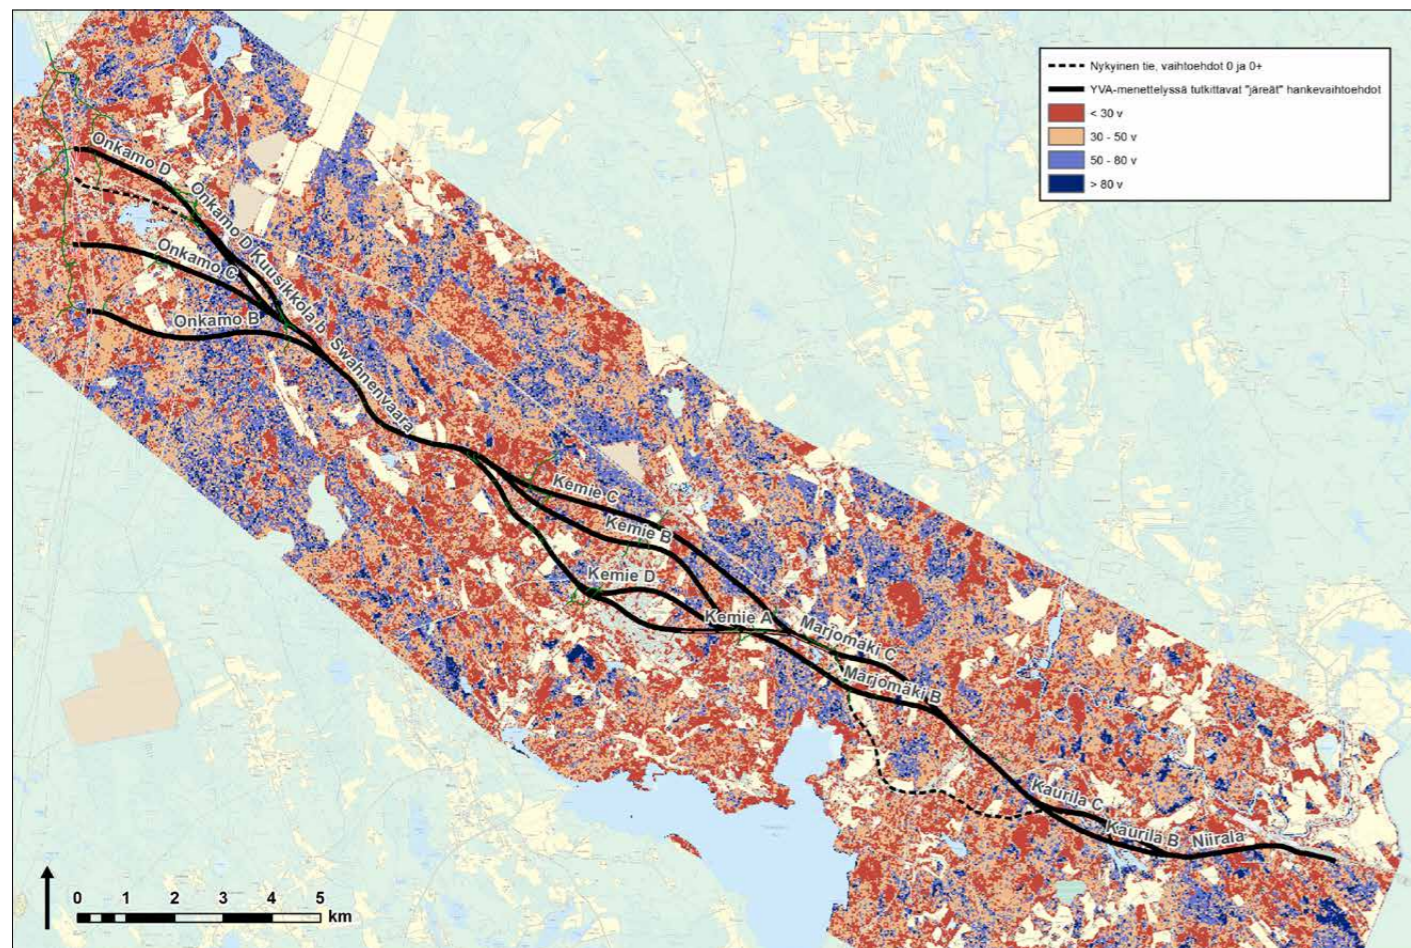 Nykyinen tie, vaihtoehdot 0 ja 0+
YVA-menettelyssä tutkittavat "järeät" hankevaihtoehdot
< 30 v
30 - 50 v
50 - 80 v
> 80 v
Onkamo D
Onkamo D
Kuusikkola b
Onkamo C
Onkamo B
Swahnenvaara
Kemie C
Kemie B
Kemie D
Kemie A
Marjomäki C
Marjomäki B
Kaurila C
Kaurila B
Niirala
0 1 2 3 4 5
km